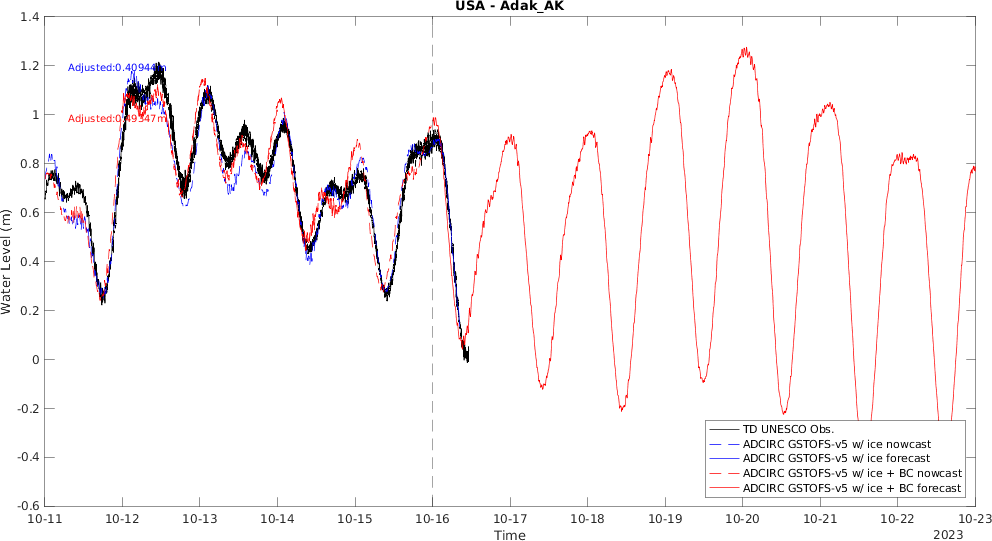 USA - Adak_AK
1.4
1.2
1
0.8
0.6
0.4
0.2
0
-0.2
-0.4
-0.6
Water Level (m)
Adjusted:0.40944m
Adjusted:0.49347m
TD UNESCO Obs.
ADCIRC GSTOFS-v5 w/ ice nowcast
ADCIRC GSTOFS-v5 w/ ice forecast
ADCIRC GSTOFS-v5 w/ ice + BC nowcast
ADCIRC GSTOFS-v5 w/ ice + BC forecast
10-11 10-12 10-13 10-14 10-15 10-16 10-17 10-18 10-19 10-20 10-21 10-22 10-23
Time
2023